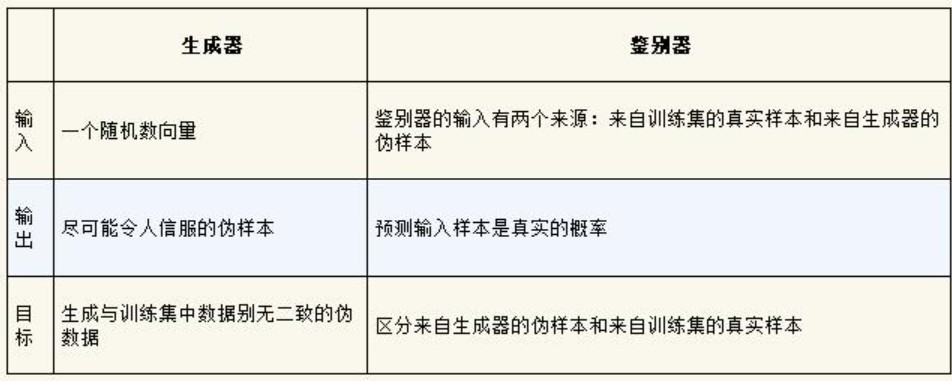 生成器
鉴别器
输入
一个随机数向量
鉴别器的输入有两个来源：来自训练集的真实样本和来自生成器的
伪样本
输出
尽可能令人信服的伪样本
预测输入样本是真实的概率
目标
生成与训练集中数据别无二致的伪
数据
区分来自生成器的伪样本和来自训练集的真实样本